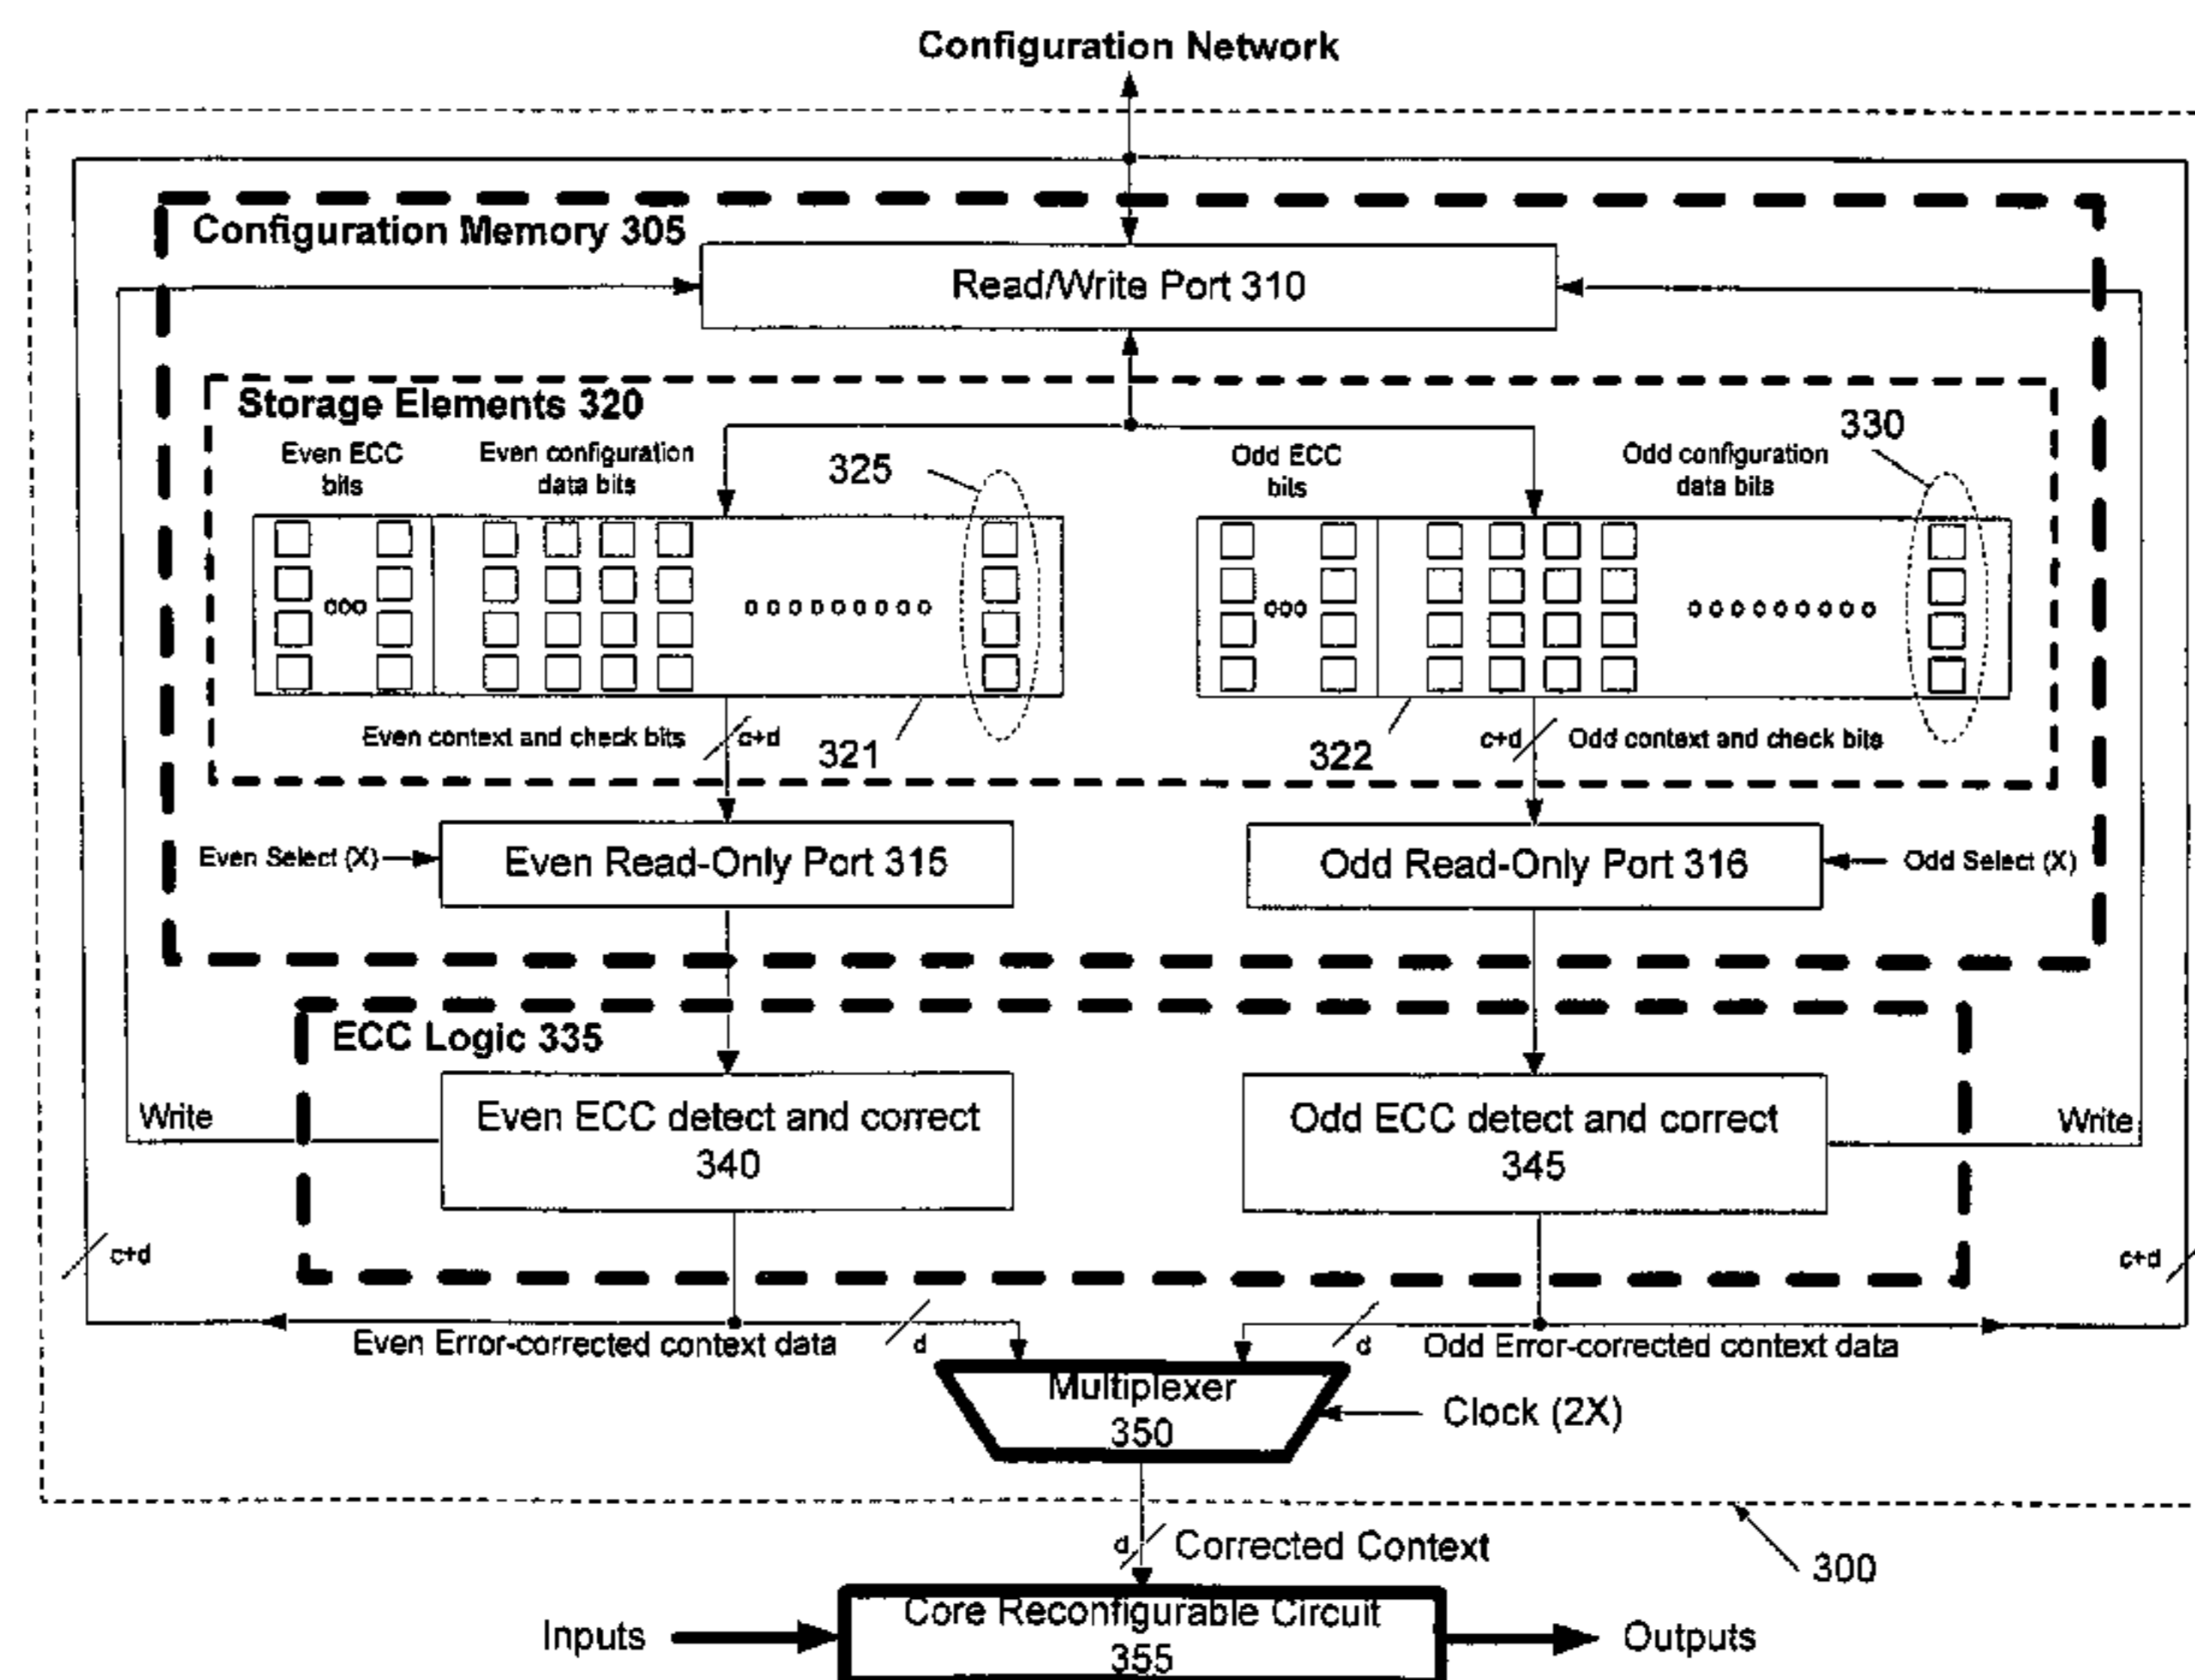 Configuration Network
Configuration Memory 305
Read/Write Port 310
Storage Elements 320
330
Even ECC
bits
Even configuration
data bits
325
Odd ECC
bits
Odd configuration
data bits
ooo
ooooooooo
ooo
ooooooooo
Even context and check bits
c+d
321
322
c+d
Odd context and check bits
Even Select (X)
Even Read-Only Port 315
Odd Read-Only Port 316
Odd Select (X)
ECC Logic 335
Write
Even ECC detect and correct
340
Odd ECC detect and correct
345
Write
c+d
c+d
Even Error-corrected context data
d
d
Odd Error-corrected context data
Multiplexer
350
Clock (2X)
d
Corrected Context
300
Inputs
Core Reconfigurable Circuit
355
Outputs